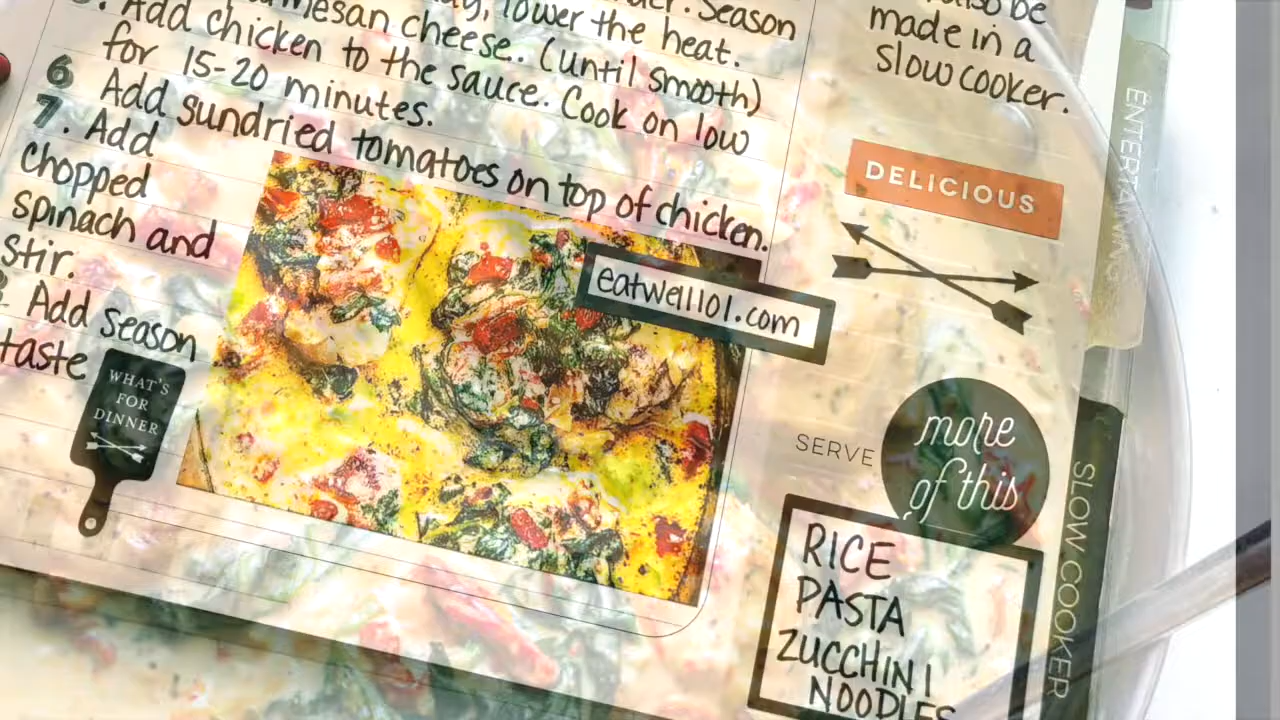 lower the heat. Season
Parmesan cheese. (until smooth)
Add chicken to the sauce. Cook on low
for 15-20 minutes.
6 Add sundried tomatoes on top of chicken.
7. Add
chopped
spinach and
stir.
Add season
taste
WHAT'S
FOR
DINNER
eatwell101.com
be
made in a
slow cooker.
DELICIOUS
SERVE
more
of this
RICE
PASTA
ZUCCHINI
NOODLES
SLOW COOKER